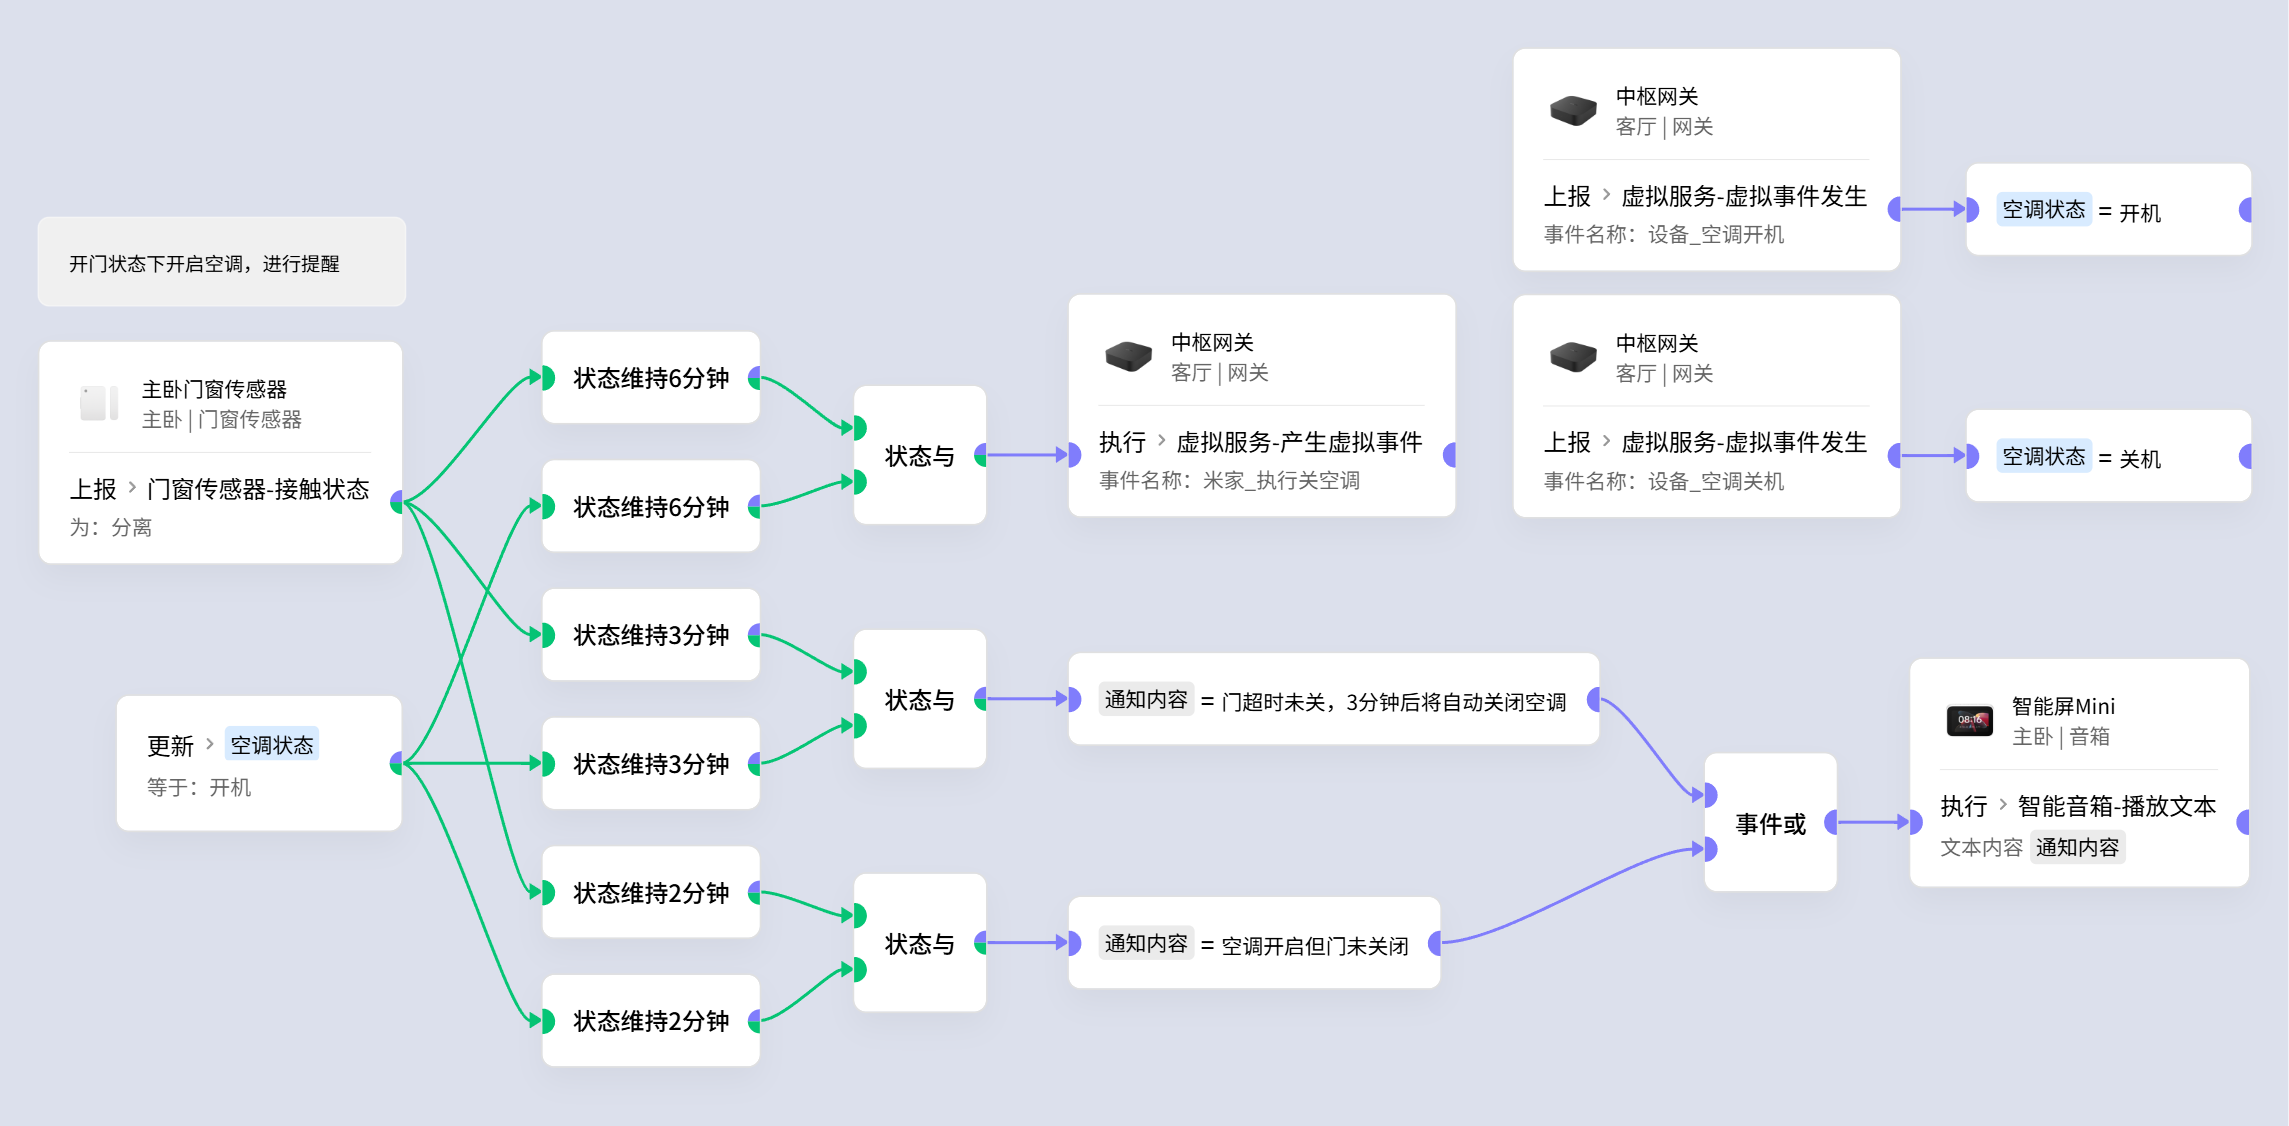 开门状态下开启空调，进行提醒
主卧门窗传感器
主卧 | 门窗传感器
上报 > 门窗传感器-接触状态
为：分离
更新 > 空调状态
等于：开机
状态维持6分钟
状态维持6分钟
状态维持3分钟
状态维持3分钟
状态维持2分钟
状态维持2分钟
状态与
状态与
状态与
中枢网关
客厅 | 网关
执行 > 虚拟服务-产生虚拟事件
事件名称：米家_执行关空调
通知内容 = 门超时未关，3分钟后将自动关闭空调
通知内容 = 空调开启但门未关闭
中枢网关
客厅 | 网关
上报 > 虚拟服务-虚拟事件发生
事件名称：设备_空调开机
空调状态 = 开机
中枢网关
客厅 | 网关
上报 > 虚拟服务-虚拟事件发生
事件名称：设备_空调关机
空调状态 = 关机
事件或
08:16
智能屏Mini
主卧 | 音箱
执行 > 智能音箱-播放文本
文本内容 通知内容